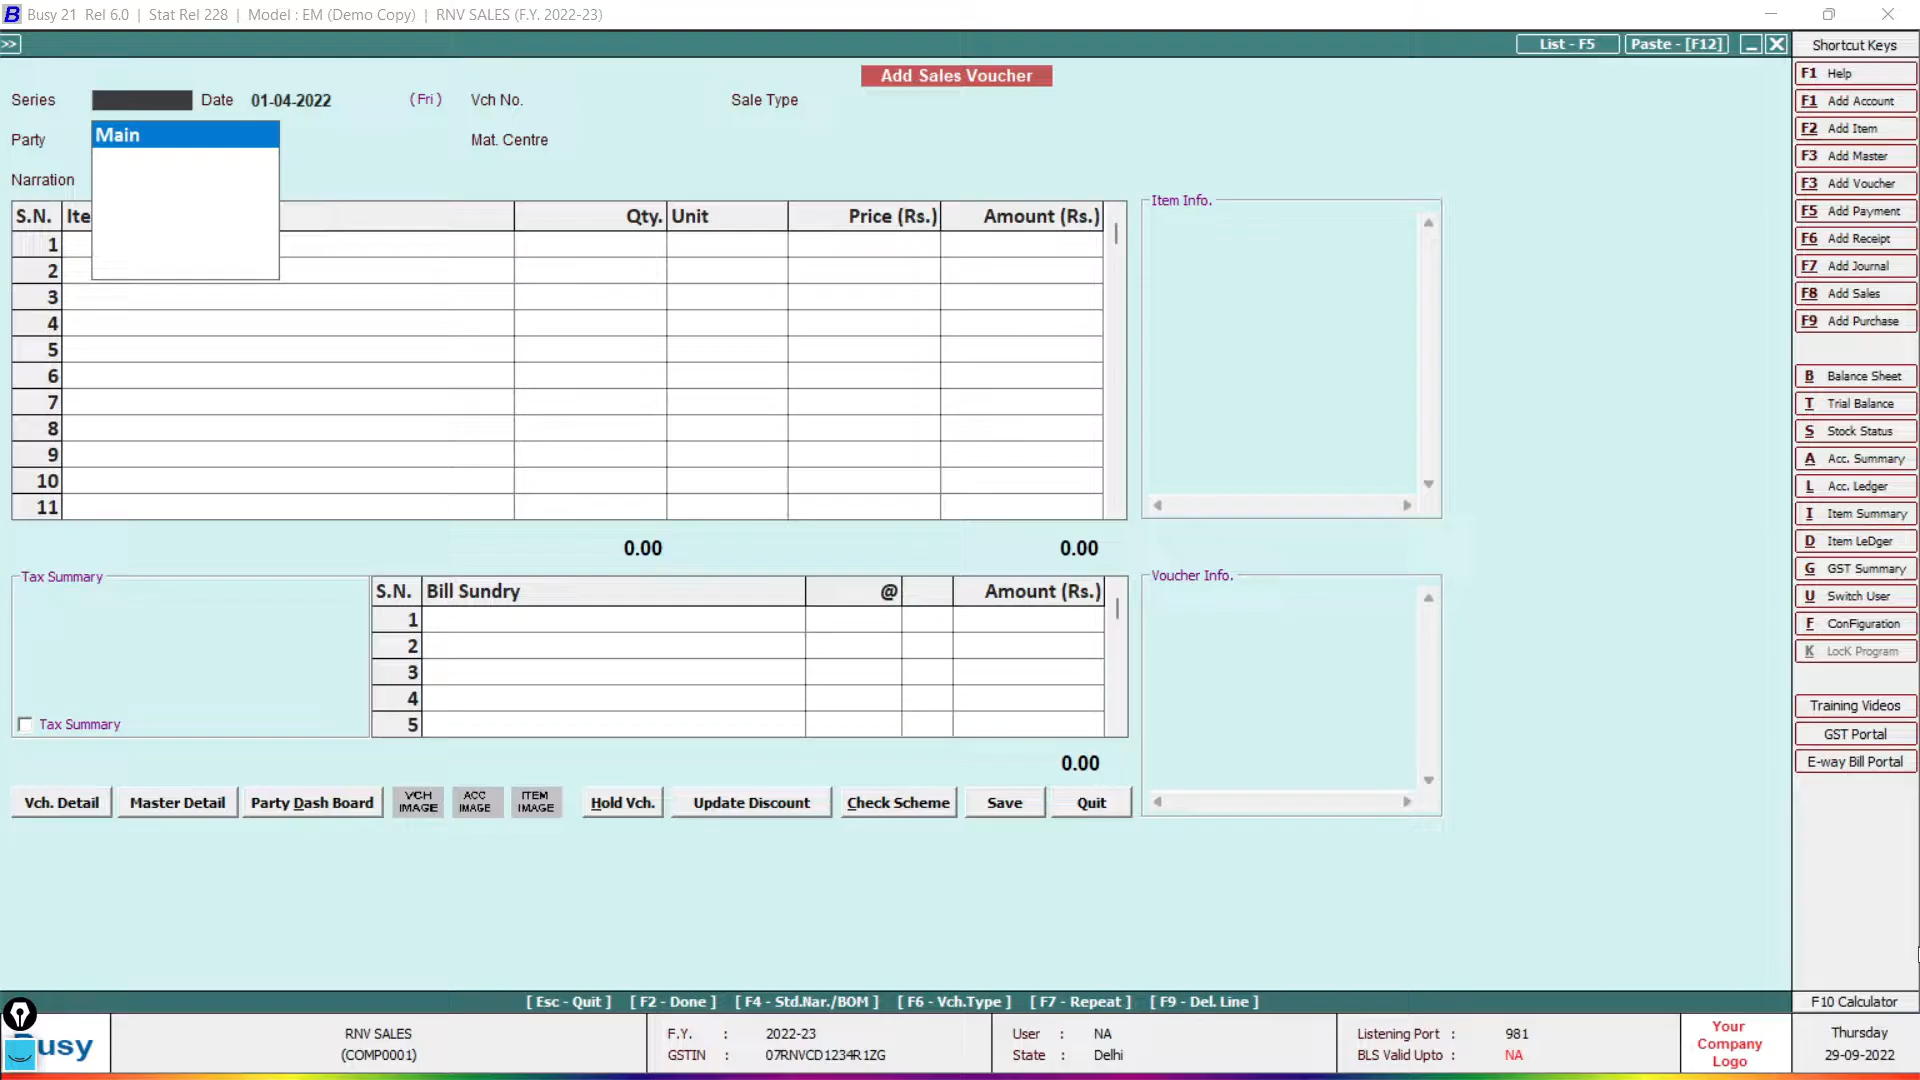 Busy 21 Rel 6.0 | Stat Rel 228 | Model : EM (Demo Copy) | RNV SALES (F.Y. 2022-23)
>> List - F5 Paste - [F12] Shortcut Keys
Add Sales Voucher
Series Date 01-04-2022 (Fri) Vch No. Sale Type
Main
Party Mat. Centre
Narration
S.N. Ite Qty. Unit Price (Rs.) Amount (Rs.)
1
2
3
4
5
6
7
8
9
10
11
0.00 0.00
Item Info.
Tax Summary
Tax Summary
S.N. Bill Sundry @ Amount (Rs.)
1
2
3
4
5
0.00
Voucher Info.
Vch. Detail Master Detail Party Dash Board VCH IMAGE ACC IMAGE ITEM IMAGE Hold Vch. Update Discount Check Scheme Save Quit
F1 Help
F1 Add Account
F2 Add Item
F3 Add Master
F3 Add Voucher
F5 Add Payment
F6 Add Receipt
F7 Add Journal
F8 Add Sales
F9 Add Purchase
B Balance Sheet
T Trial Balance
S Stock Status
A Acc. Summary
L Acc. Ledger
I Item Summary
D Item LeDger
G GST Summary
U Switch User
F ConFiguration
K LocK Program
Training Videos
GST Portal
E-way Bill Portal
[ Esc - Quit ] [ F2 - Done ] [ F4 - Std.Nar./BOM ] [ F6 - Vch.Type ] [ F7 - Repeat ] [ F9 - Del. Line ]
F10 Calculator
usy
RNV SALES
(COMP0001)
F.Y. : 2022-23
GSTIN : 07RNVCD1234R1ZG
User : NA
State : Delhi
Listening Port : 981
BLS Valid Upto : NA
Your
Company
Logo
Thursday
29-09-2022